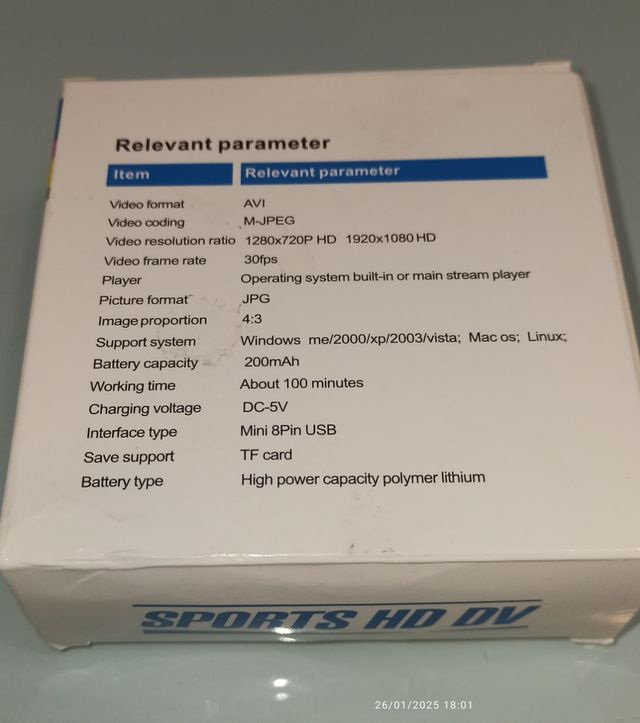 Relevant parameter
Item Relevant parameter
Video format AVI
Video coding M-JPEG
Video resolution ratio 1280x720P HD 1920x1080 HD
Video frame rate 30fps
Player Operating system built-in or main stream player
Picture format JPG
Image proportion 4:3
Support system Windows me/2000/xp/2003/vista; Mac os; Linux;
Battery capacity 200mAh
Working time About 100 minutes
Charging voltage DC-5V
Interface type Mini 8Pin USB
Save support TF card
Battery type High power capacity polymer lithium
SPORTS HD DV
26/01/2025 18:01